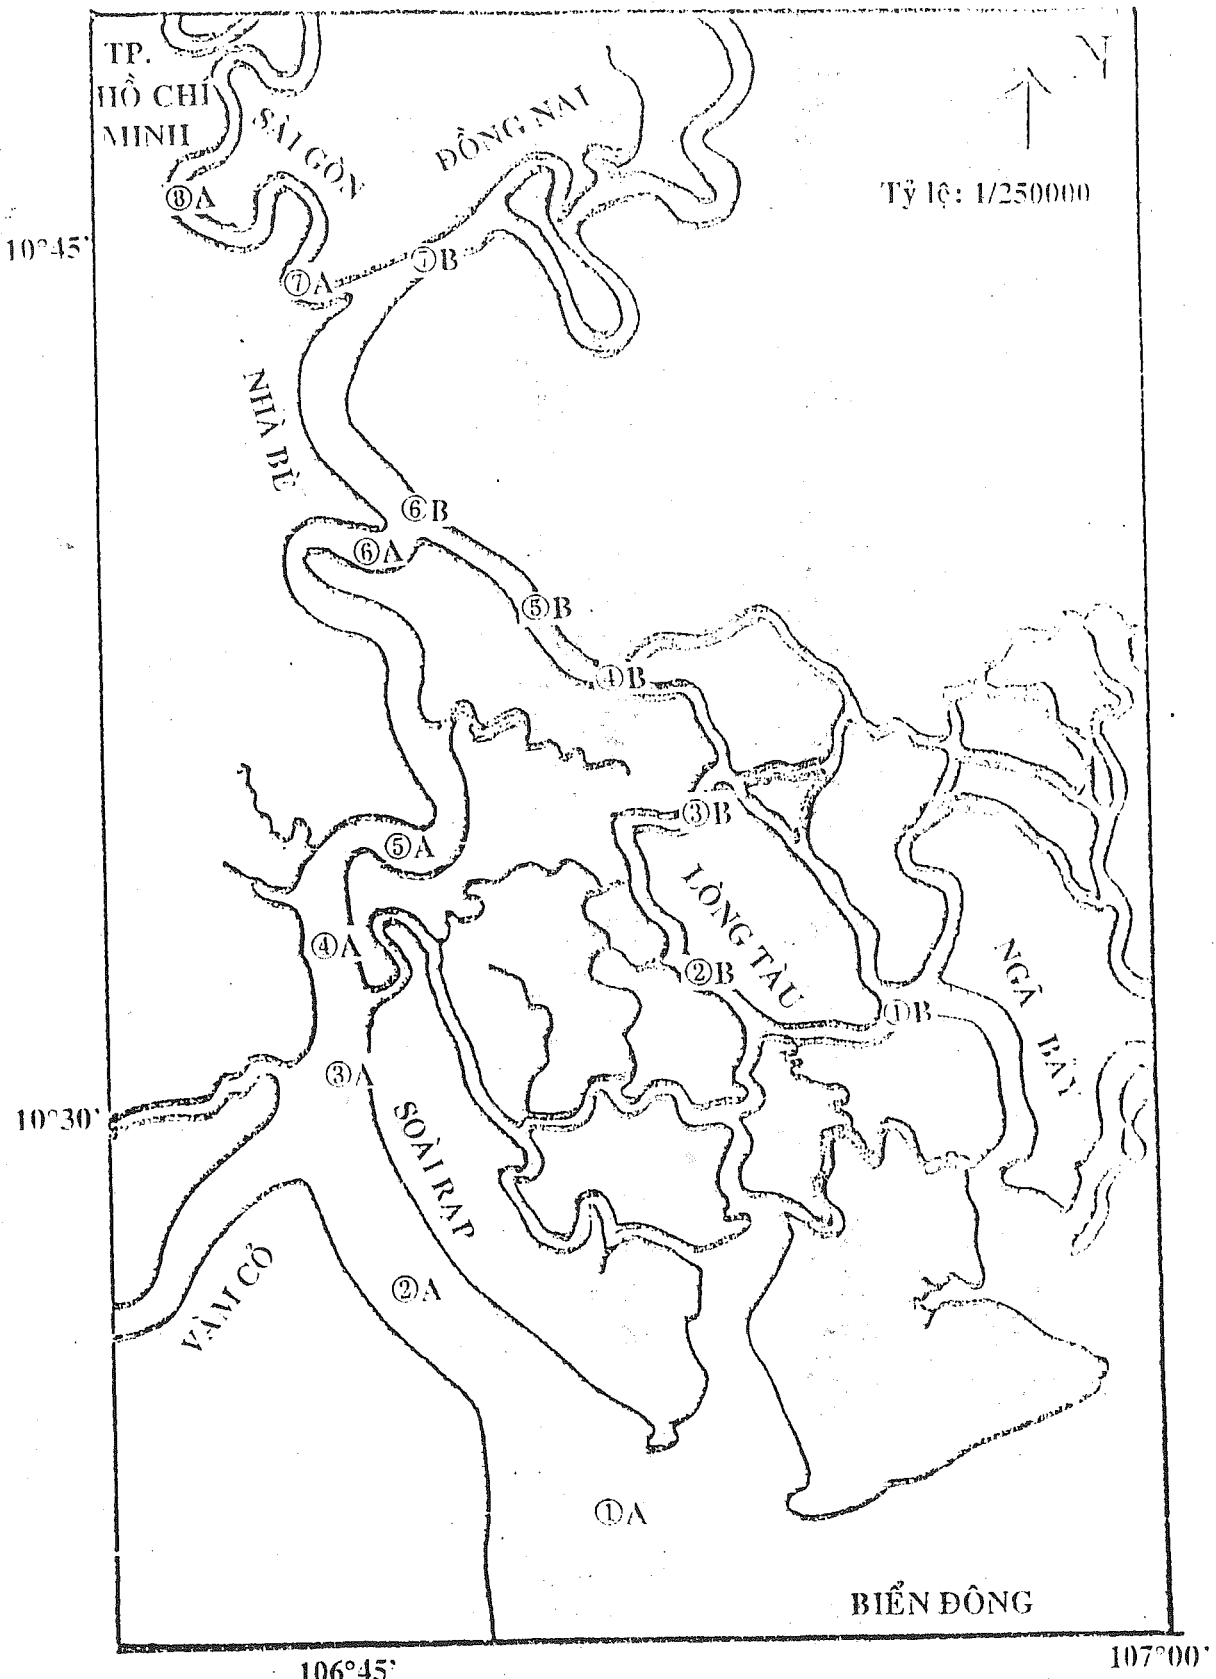 TP.
HỒ CHÍ
MINH
SÀI GÒN
ĐỒNG NAI
N
Tỷ lệ: 1/250000
⑧A
10°45'
⑦B
⑦A
NHÀ BÈ
⑥B
⑥A
⑤B
④B
③B
⑤A
LÒNG TÀU
④A
②B
NGÃ BẢY
①B
③A
10°30'
SOÀI RẠP
VÀM CỎ
②A
①A
BIỂN ĐÔNG
106°45'
107°00'